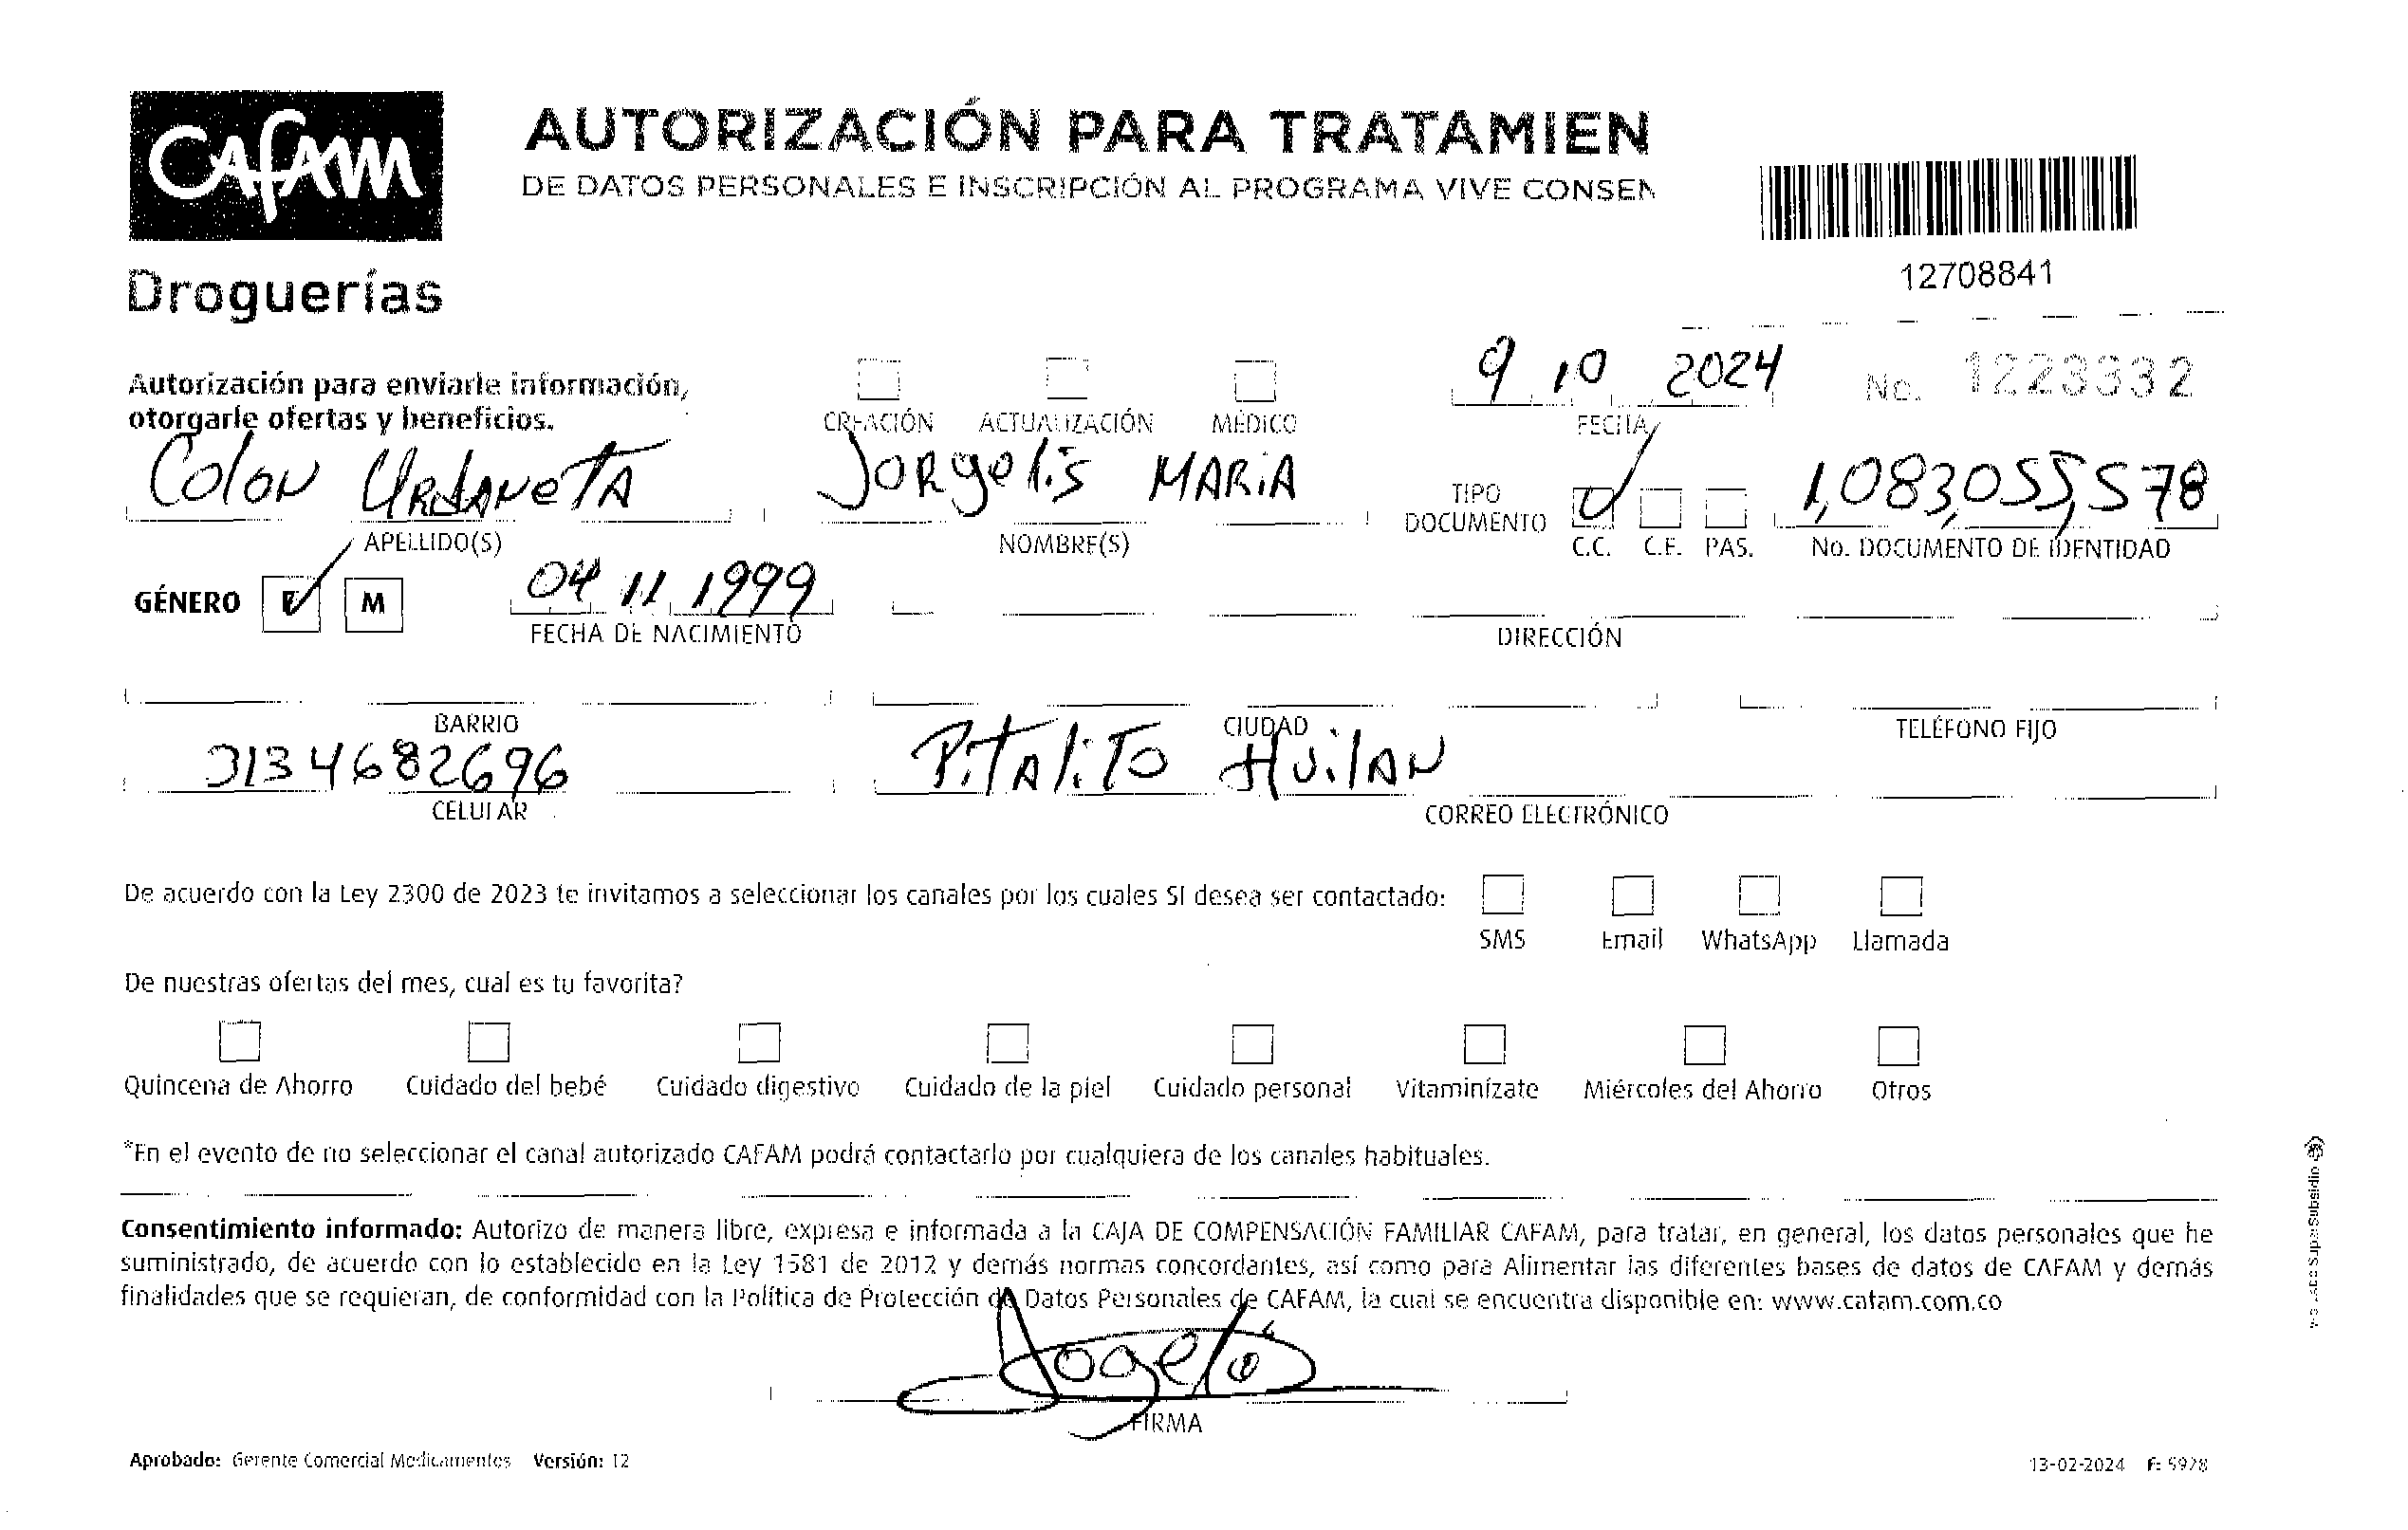 CAFAM
Droguerías
AUTORIZACIÓN PARA TRATAMIEN
DE DATOS PERSONALES E INSCRIPCIÓN AL PROGRAMA VIVE CONSEN
12708841
Autorización para enviarle información,
otorgarle ofertas y beneficios.
CREACIÓN ACTUALIZACIÓN MÉDICO
9 10 2024
FECHA
No. 1223332
Colon Urdaneta Jorgelis MARiA
TIPO DOCUMENTO
C.C. C.E. PAS.
1,083,055,578
APELLIDO(S) NOMBRE(S) No. DOCUMENTO DE IDENTIDAD
GÉNERO F M 04 11 1999
FECHA DE NACIMIENTO DIRECCIÓN
BARRIO CIUDAD TELÉFONO FIJO
3134682696 PiTAliTo HuilAN
CELULAR CORREO ELECTRÓNICO
De acuerdo con la Ley 2300 de 2023 te invitamos a seleccionar los canales por los cuales SI desea ser contactado:
SMS Email WhatsApp Llamada
De nuestras ofertas del mes, cual es tu favorita?
Quincena de Ahorro Cuidado del bebé Cuidado digestivo Cuidado de la piel Cuidado personal Vitaminízate Miércoles del Ahorro Otros
*En el evento de no seleccionar el canal autorizado CAFAM podrá contactarlo por cualquiera de los canales habituales.
Consentimiento informado: Autorizo de manera libre, expresa e informada a la CAJA DE COMPENSACIÓN FAMILIAR CAFAM, para tratar, en general, los datos personales que he
suministrado, de acuerdo con lo establecido en la Ley 1581 de 2012 y demás normas concordantes, así como para Alimentar las diferentes bases de datos de CAFAM y demás
finalidades que se requieran, de conformidad con la Política de Protección de Datos Personales de CAFAM, la cual se encuentra disponible en: www.cafam.com.co
FIRMA
Aprobado: Gerente Comercial Medicamentos Versión: 12
13-02-2024 F: 5928
SuperSubsidio